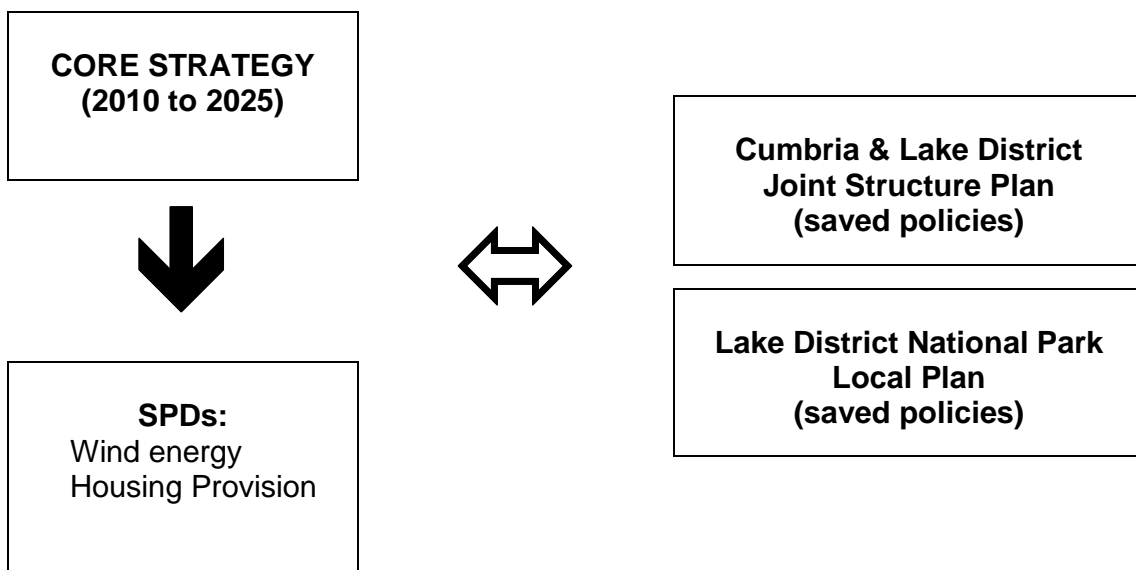 CORE STRATEGY
(2010 to 2025)
SPDs:
Wind energy
Housing Provision
Cumbria & Lake District
Joint Structure Plan
(saved policies)
Lake District National Park
Local Plan
(saved policies)